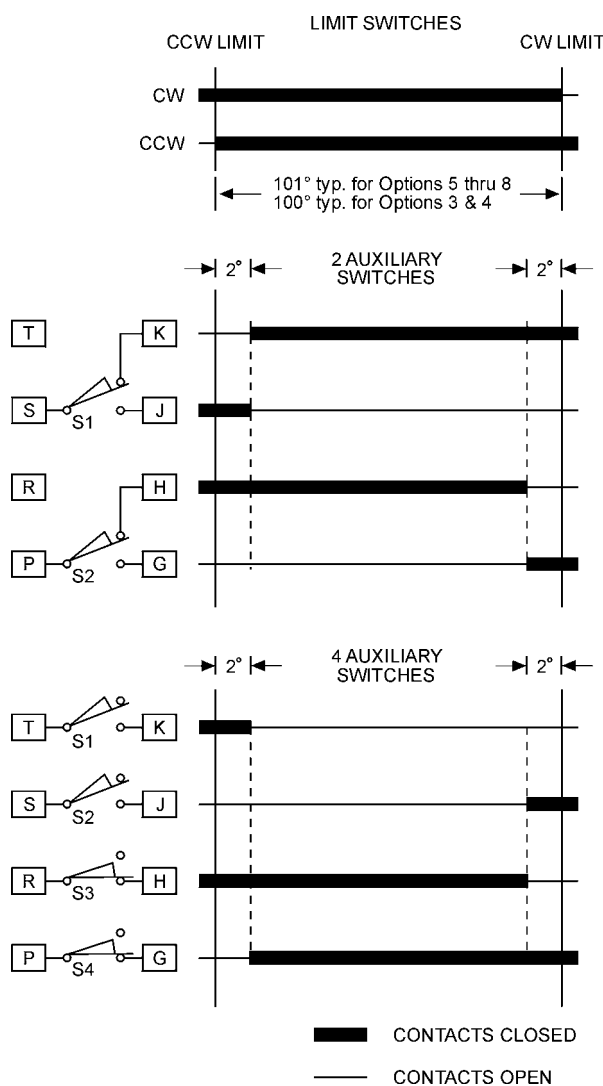 LIMIT SWITCHES
CCW LIMIT
CW LIMIT
CW
CCW
101° typ. for Options 5 thru 8
100° typ. for Options 3 & 4
2°
2 AUXILIARY
SWITCHES
2°
T
K
S
S1
J
R
H
P
S2
G
2°
4 AUXILIARY
SWITCHES
2°
T
S1
K
S
S2
J
R
S3
H
P
S4
G
CONTACTS CLOSED
CONTACTS OPEN